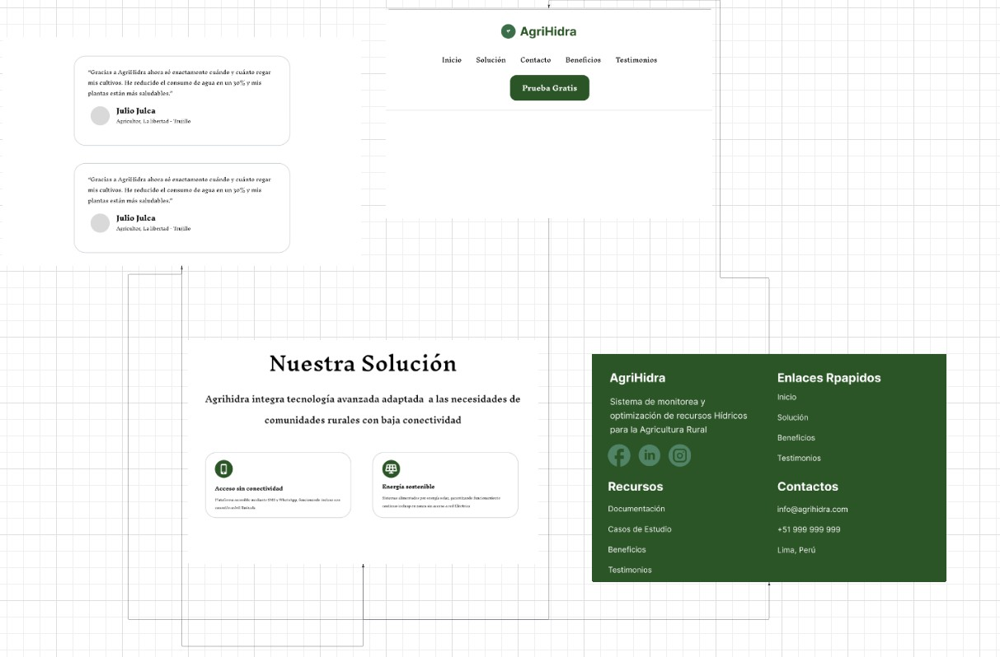 AgriHidra
Inicio Solución Contacto Beneficios Testimonios
Prueba Gratis
“Gracias a AgriHidra ahora sé exactamente cuándo y cuánto regar
mis cultivos. He reducido el consumo de agua en un 30% y mis
plantas están más saludables.”
Julio Julca
Agricultor, La libertad - Trujillo
“Gracias a AgriHidra ahora sé exactamente cuándo y cuánto regar
mis cultivos. He reducido el consumo de agua en un 30% y mis
plantas están más saludables.”
Julio Julca
Agricultor, La libertad - Trujillo
Nuestra Solución
Agrihidra integra tecnología avanzada adaptada a las necesidades de
comunidades rurales con baja conectividad
Acceso sin conectividad
Plataforma accesible mediante SMS y WhatsApp, funcionando incluso con
conexión móvil limitada
Energía sostenible
Sistemas alimentados por energía solar, garantizando funcionamiento
continuo en zonas sin acceso a red Eléctrica
AgriHidra
Sistema de monitorea y
optimización de recursos Hídricos
para la Agricultura Rural
Enlaces Rpapidos
Inicio
Solución
Beneficios
Testimonios
Recursos
Documentación
Casos de Estudio
Beneficios
Testimonios
Contactos
info@agrihidra.com
+51 999 999 999
Lima, Perú